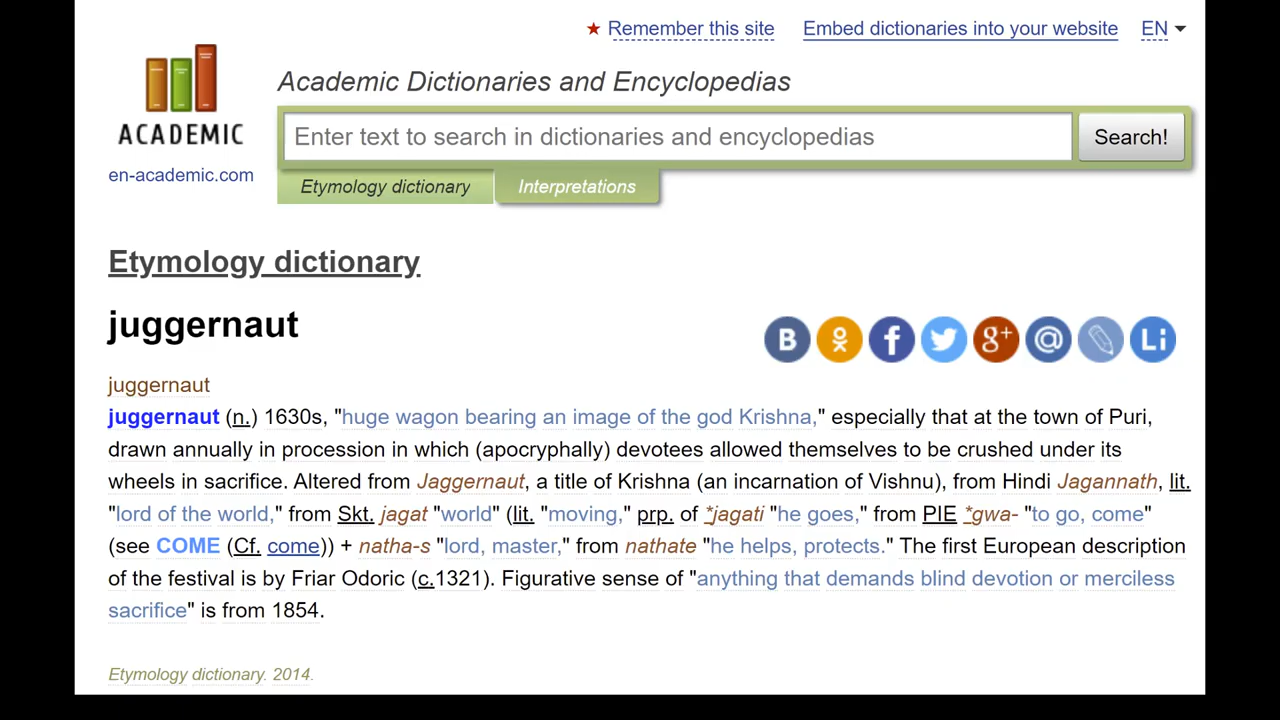 ★ Remember this site Embed dictionaries into your website EN
Academic Dictionaries and Encyclopedias
ACADEMIC
en-academic.com
Enter text to search in dictionaries and encyclopedias Search!
Etymology dictionary Interpretations
Etymology dictionary
juggernaut
B f g+ @ Li
juggernaut
juggernaut (n.) 1630s, "huge wagon bearing an image of the god Krishna," especially that at the town of Puri,
drawn annually in procession in which (apocryphally) devotees allowed themselves to be crushed under its
wheels in sacrifice. Altered from Jaggernaut, a title of Krishna (an incarnation of Vishnu), from Hindi Jagannath, lit.
"lord of the world," from Skt. jagat "world" (lit. "moving," prp. of *jagati "he goes," from PIE *gwa- "to go, come"
(see COME (Cf. come)) + natha-s "lord, master," from nathate "he helps, protects." The first European description
of the festival is by Friar Odoric (c.1321). Figurative sense of "anything that demands blind devotion or merciless
sacrifice" is from 1854.
Etymology dictionary. 2014.